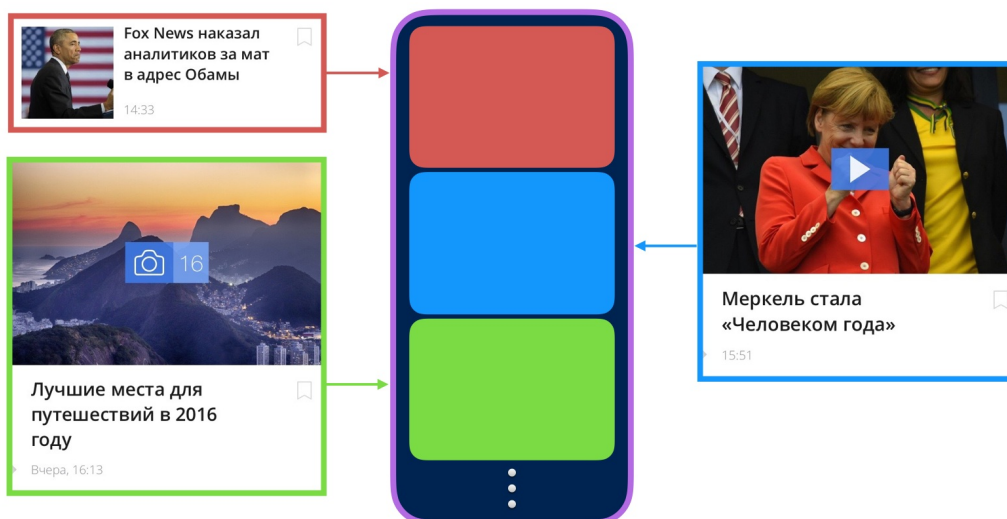 Fox News наказал
аналитиков за мат
в адрес Обамы
14:33
16
Лучшие места для
путешествий в 2016
году
Вчера, 16:13
Меркель стала
«Человеком года»
15:51